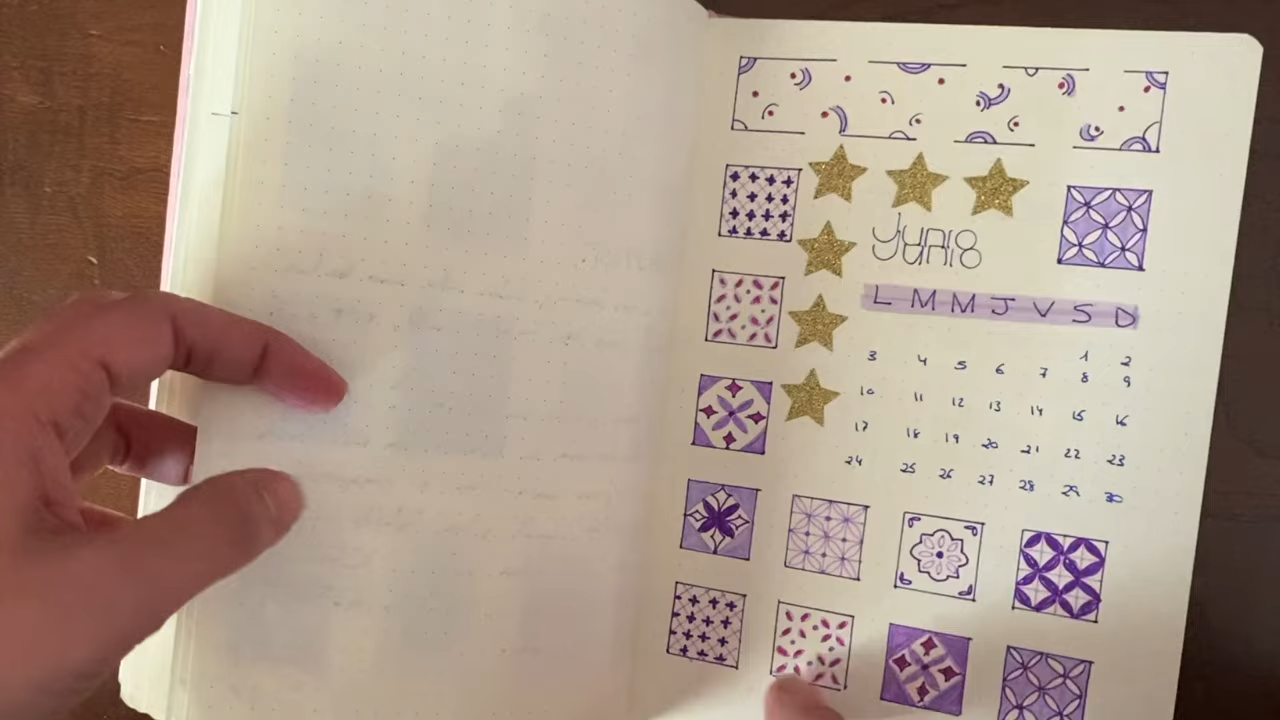 Junio
L M M J V S D
1 2
3 4 5 6 7 8 9
10 11 12 13 14 15 16
17 18 19 20 21 22 23
24 25 26 27 28 29 30